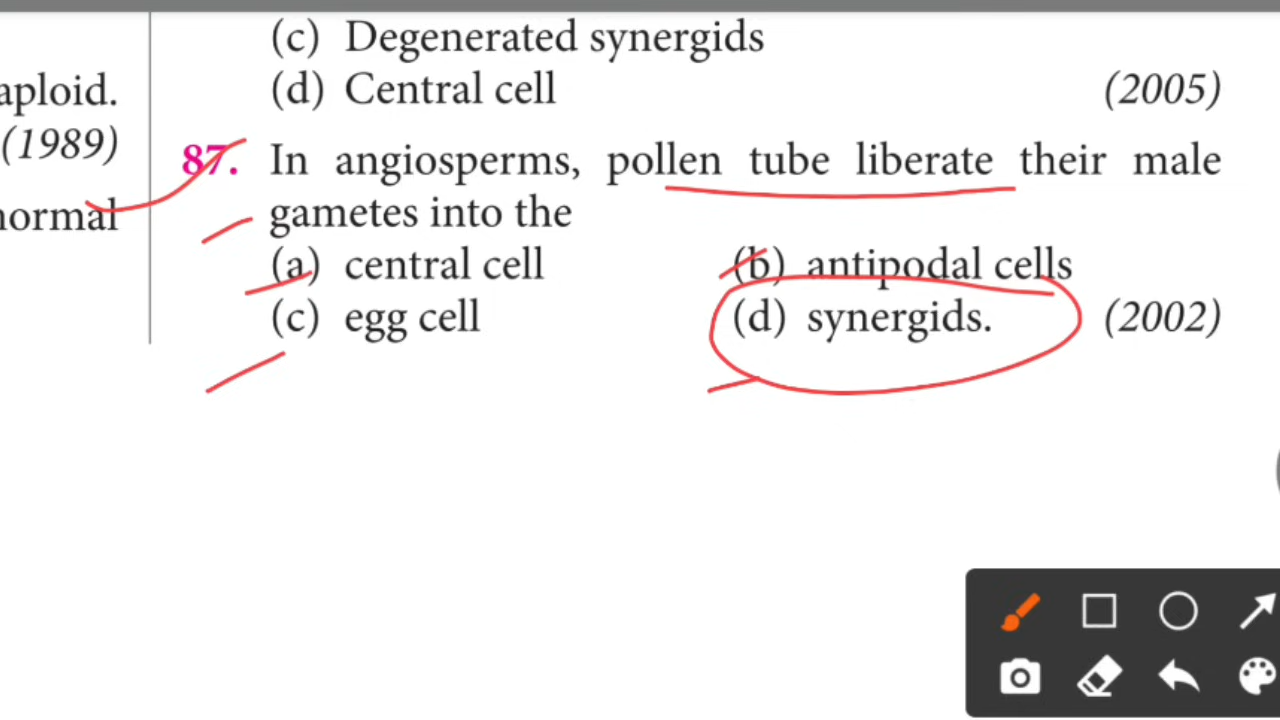 aploid.
(1989)
normal
(c) Degenerated synergids
(d) Central cell (2005)
87. In angiosperms, pollen tube liberate their male
gametes into the
(a) central cell (b) antipodal cells
(c) egg cell (d) synergids. (2002)